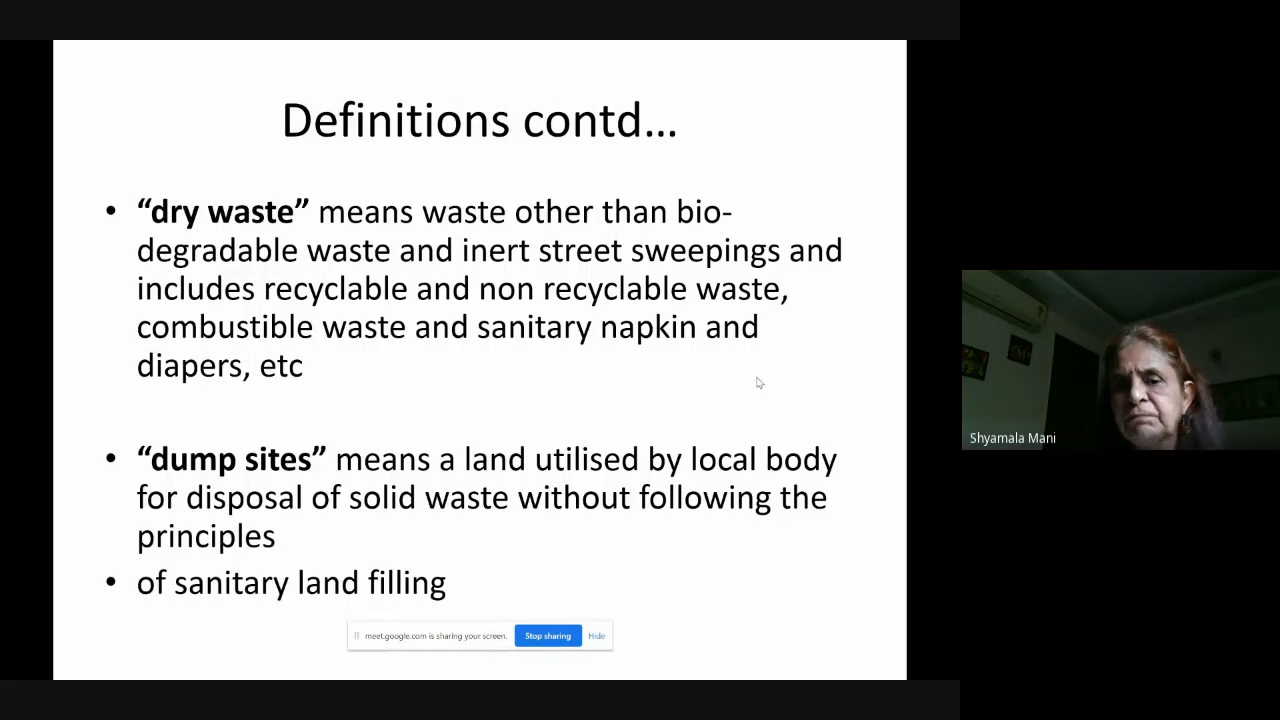 Definitions contd…
• “dry waste” means waste other than bio-
degradable waste and inert street sweepings and
includes recyclable and non recyclable waste,
combustible waste and sanitary napkin and
diapers, etc
• “dump sites” means a land utilised by local body
for disposal of solid waste without following the
principles
• of sanitary land filling
meet.google.com is sharing your screen. Stop sharing Hide
Shyamala Mani